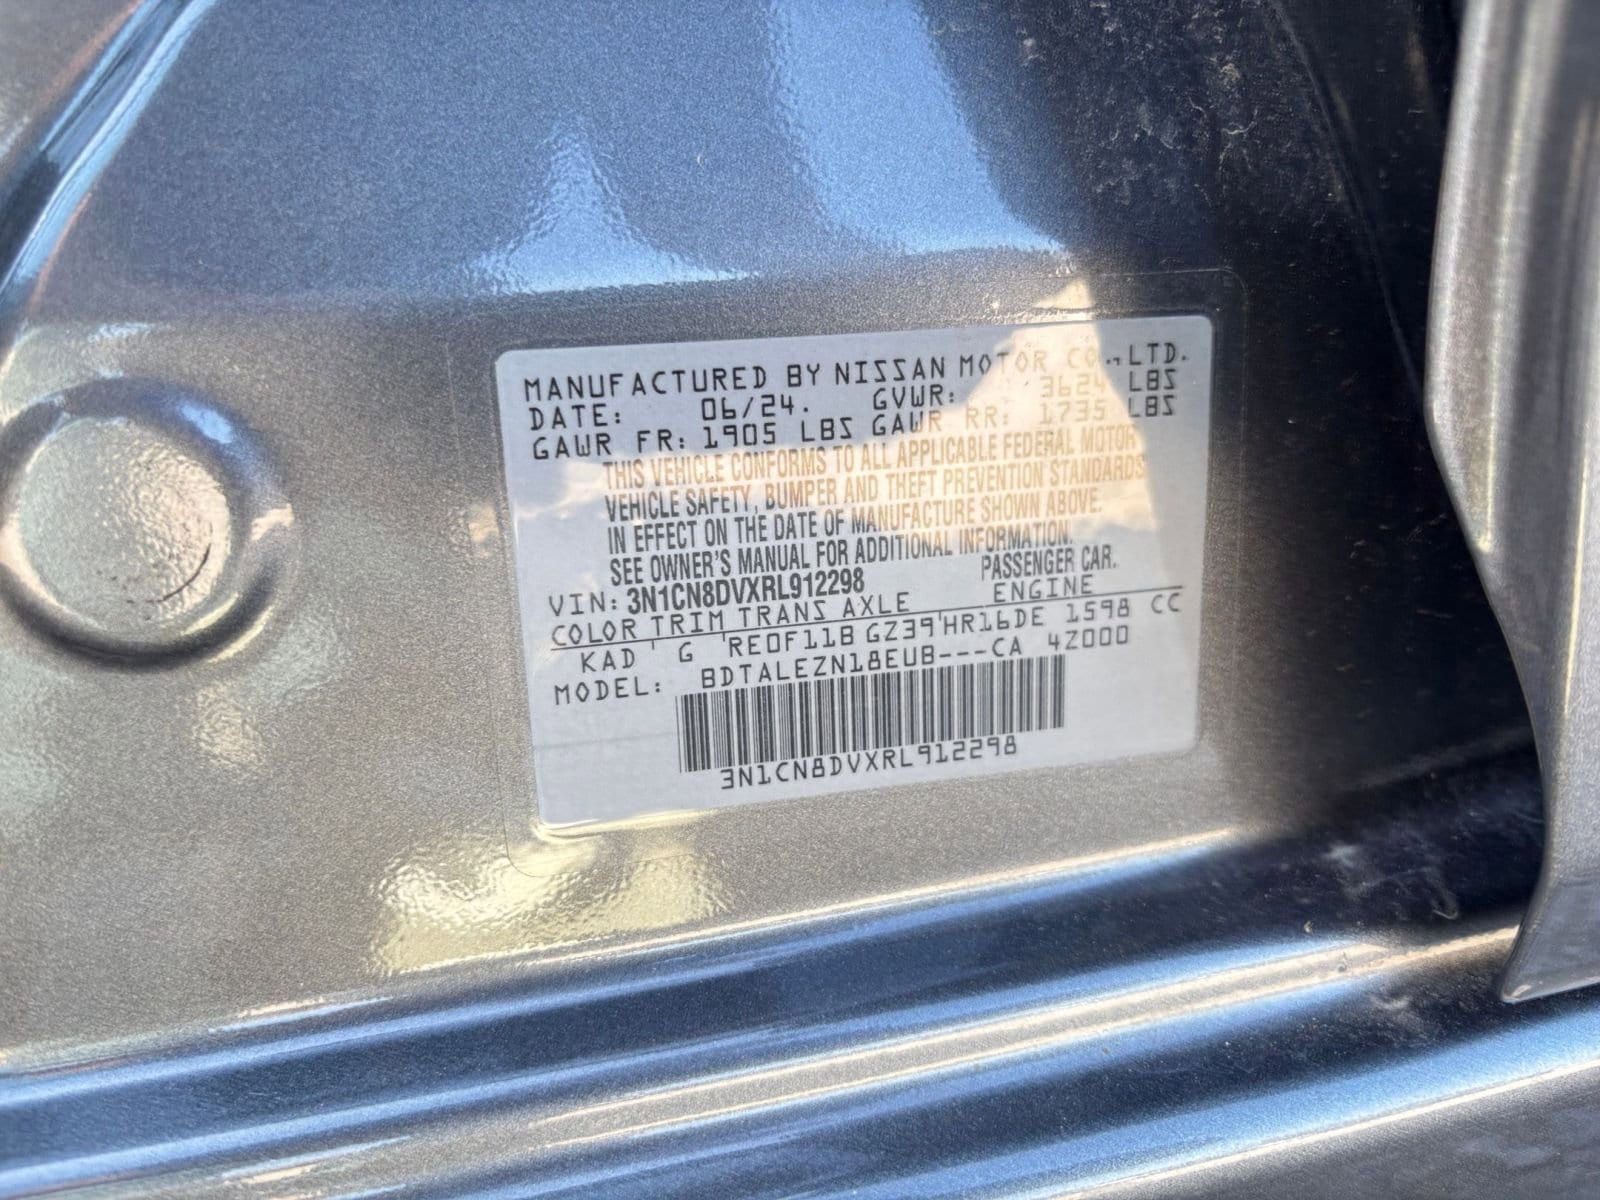 MANUFACTURED BY NISSAN MOTOR CO., LTD.
DATE: 06/24. GVWR: 3624 LBS
GAWR FR: 1905 LBS GAWR RR: 1735 LBS
THIS VEHICLE CONFORMS TO ALL APPLICABLE FEDERAL MOTOR
VEHICLE SAFETY, BUMPER AND THEFT PREVENTION STANDARDS
IN EFFECT ON THE DATE OF MANUFACTURE SHOWN ABOVE.
SEE OWNER'S MANUAL FOR ADDITIONAL INFORMATION.
VIN: 3N1CN8DVXRL912298 PASSENGER CAR.
COLOR TRIM TRANS AXLE ENGINE
KAD ' G 'RE0F11B GZ39'HR16DE 1598 CC
MODEL: BDTALEZN18EUB---CA 42000
3N1CN8DVXRL912298